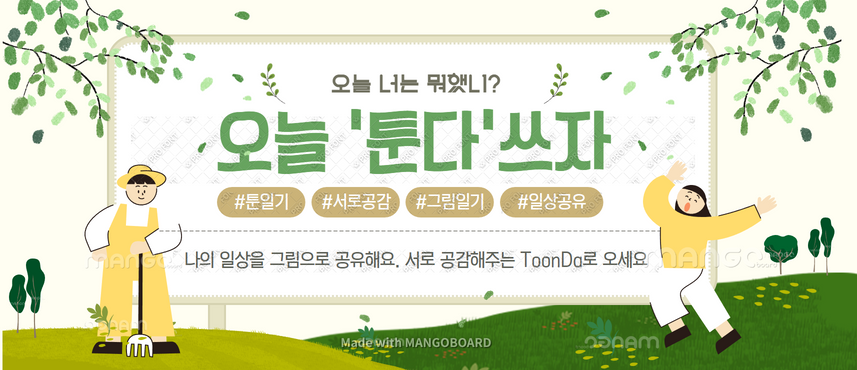 오늘 너는 뭐했니?
오늘 '툰다'쓰자
#툰일기 #서로공감 #그림일기 #일상공유
나의 일상을 그림으로 공유해요. 서로 공감해주는 ToonDa로 오세요
Made with MANGOBOARD